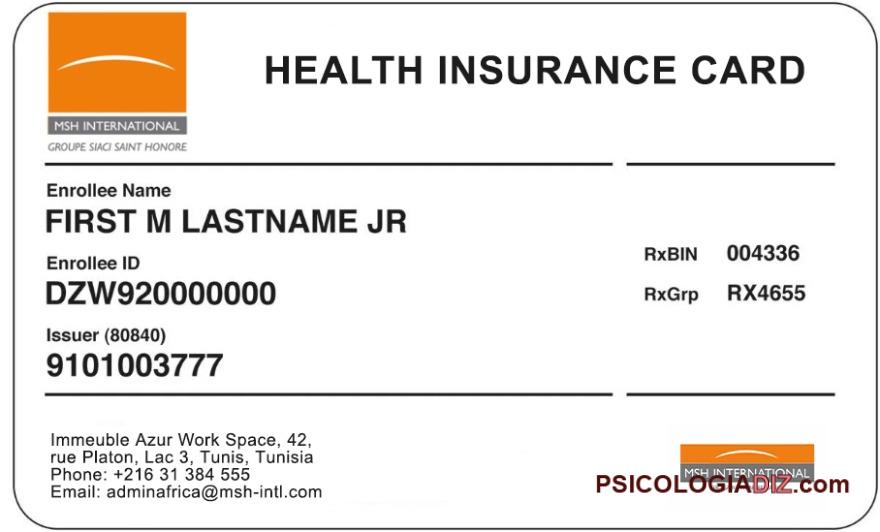 HEALTH INSURANCE CARD
MSH INTERNATIONAL
GROUPE SIACI SAINT HONORE
Enrollee Name
FIRST M LASTNAME JR
Enrollee ID
DZW920000000
Issuer (80840)
9101003777
RxBIN 004336
RxGrp RX4655
Immeuble Azur Work Space, 42,
rue Platon, Lac 3, Tunis, Tunisia
Phone: +216 31 384 555
Email: adminafrica@msh-intl.com
MSH INTERNATIONAL
PSICOLOGIADIZ.com